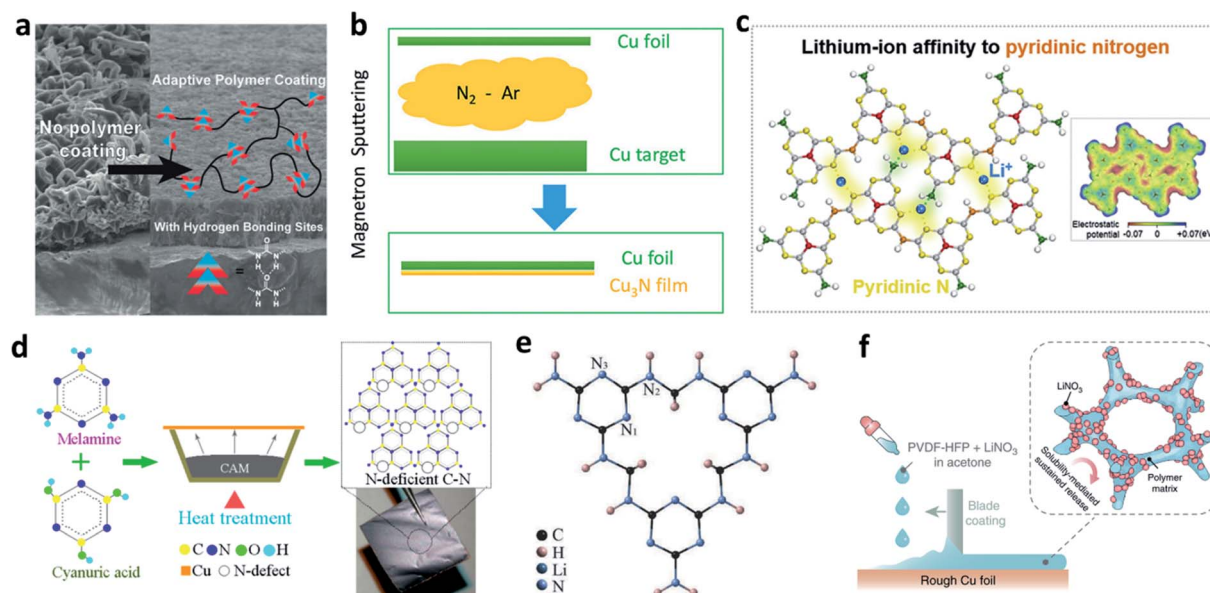 a
Adaptive Polymer Coating
No polymer
coating
With Hydrogen Bonding Sites
=
O
N N
H H
O
N N
H H
b
Magnetron Sputtering
Cu foil
N₂ - Ar
Cu target
Cu foil
Cu₃N film
c
Lithium-ion affinity to pyridinic nitrogen
Li⁺
Pyridinic N
Electrostatic
potential
-0.07 0 +0.07(eV)
d
Melamine
+
Cyanuric acid
CAM
Heat treatment
C N O H
Cu N-defect
N-deficient C-N
e
N₃
N₂
N₁
C
H
Li
N
f
PVDF-HFP + LiNO₃
in acetone
Blade
coating
Rough Cu foil
LiNO₃
Solubility-mediated
sustained release
Polymer
matrix